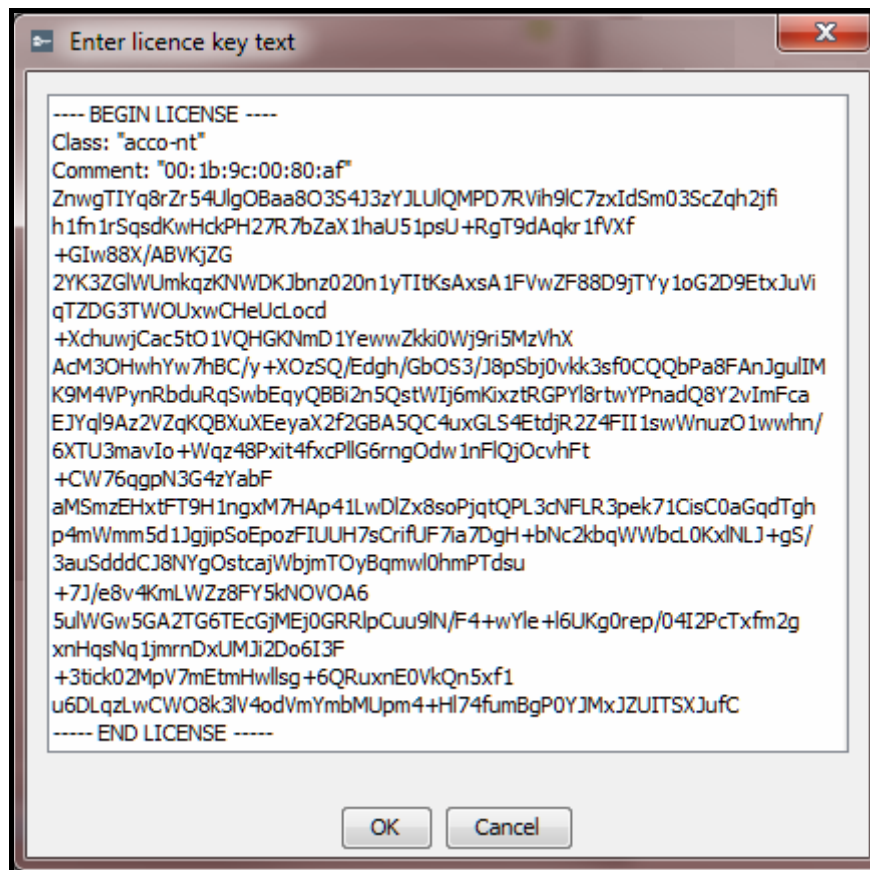 Enter licence key text
---- BEGIN LICENSE ----
Class: "acco-nt"
Comment: "00:1b:9c:00:80:af"
ZnwgTIYq8rZr54UlgOBaa8O3S4J3zYJLUlQMPD7RVih9lC7zxIdSm03ScZqh2jfi
h1fn1rSqsdKwHckPH27R7bZaX1haU51psU+RgT9dAqkr1fVXf
+GIw88X/ABVKjZG
2YK3ZGlWUmkqzKNWDKJbnz020n1yTItKsAxsA1FVwZF88D9jTYy1oG2D9EtxJuVi
qTZDG3TWOUxwCHeUcLocd
+XchuwjCac5tO1VQHGKNmD1YewwZkki0Wj9ri5MzVhX
AcM3OHwhYw7hBC/y+XOzSQ/Edgh/GbOS3/J8pSbj0vkk3sf0CQQbPa8FAnJgulIM
K9M4VPynRbduRqSwbEqyQBBi2n5QstWIj6mKixztRGPYl8rtwYPnadQ8Y2vImFca
EJYql9Az2VZqKQBXuXEeyaX2f2GBA5QC4uxGLS4EtdjR2Z4FII1swWnuzO1wwhn/
6XTU3mavIo+Wqz48Pxit4fxcPllG6rngOdw1nFlQjOcvhFt
+CW76qgpN3G4zYabF
aMSmzEHxtFT9H1ngxM7HAp41LwDlZx8soPjqtQPL3cNFLR3pek71CisC0aGqdTgh
p4mWmm5d1JgjipSoEpozFIUUH7sCrifUF7ia7DgH+bNc2kbqWWbcL0KxlNLJ+gS/
3auSdddCJ8NYgOstcajWbjmTOyBqmwl0hmPTdsu
+7J/e8v4KmLWZz8FY5kNOVOA6
5ulWGw5GA2TG6TEcGjMEj0GRRlpCuu9lN/F4+wYle+l6UKg0rep/04I2PcTxfm2g
xnHqsNq1jmrnDxUMJi2Do6I3F
+3tick02MpV7mEtmHwllsg+6QRuxnE0VkQn5xf1
u6DLqzLwCWO8k3lV4odVmYmbMUpm4+Hl74fumBgP0YJMxJZUITSXJufC
----- END LICENSE -----
OK
Cancel